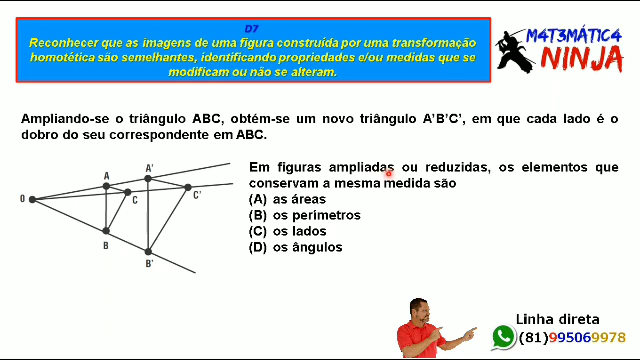 D7
Reconhecer que as imagens de uma figura construída por uma transformação
homotética são semelhantes, identificando propriedades e/ou medidas que se
modificam ou não se alteram.
M4T3MÁTIC4
NINJA
Ampliando-se o triângulo ABC, obtém-se um novo triângulo A'B'C', em que cada lado é o
dobro do seu correspondente em ABC.
Em figuras ampliadas ou reduzidas, os elementos que
conservam a mesma medida são
(A) as áreas
(B) os perímetros
(C) os lados
(D) os ângulos
A'
A
O
C
C'
B
B'
Linha direta
(81)995069978